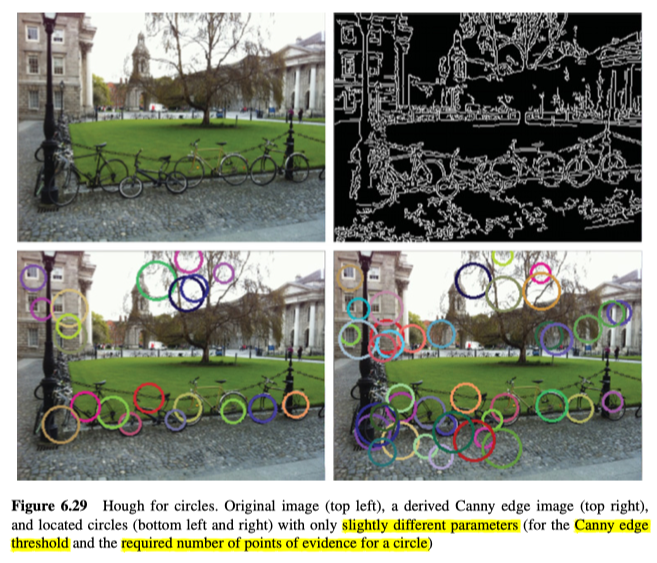 Figure 6.29 Hough for circles. Original image (top left), a derived Canny edge image (top right),
and located circles (bottom left and right) with only slightly different parameters (for the Canny edge
threshold and the required number of points of evidence for a circle)